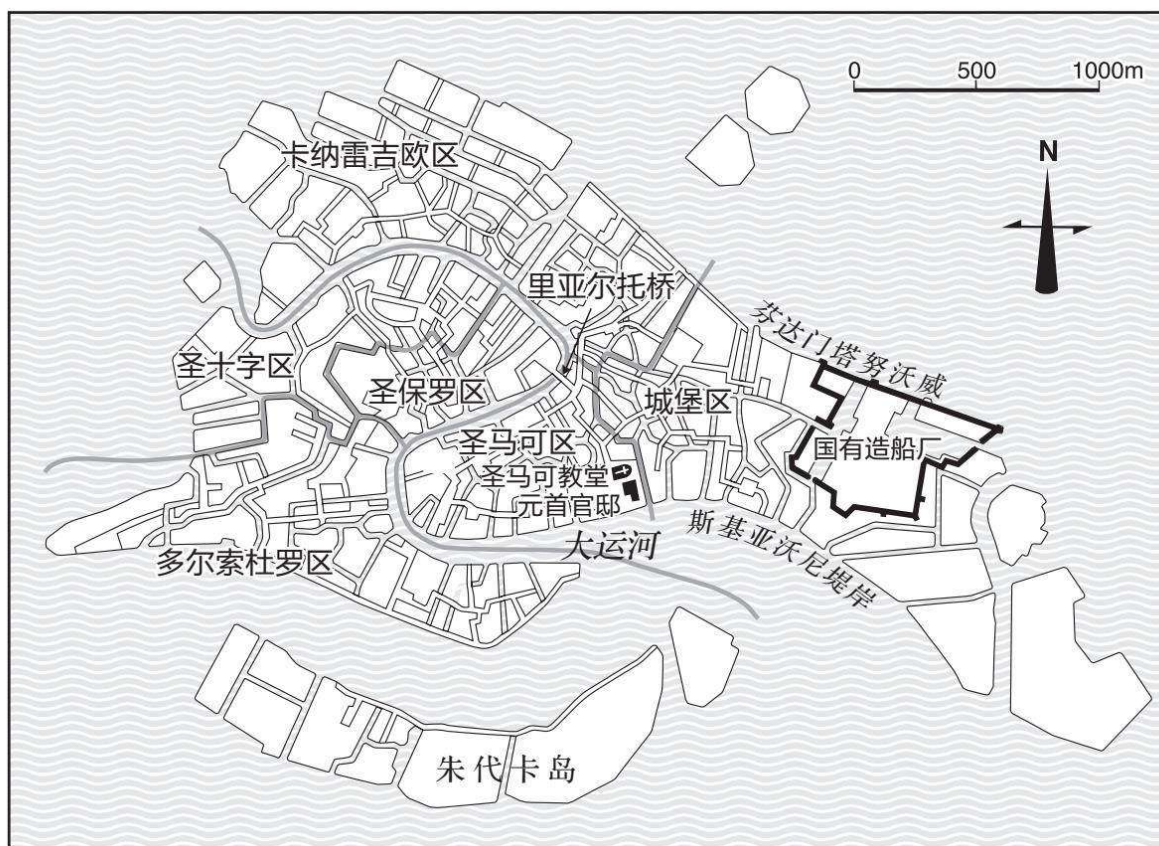 0 500 1000m
N
卡纳雷吉欧区
里亚尔托桥
芬达门塔努沃威
圣十字区
圣保罗区
城堡区
圣马可区
国有造船厂
圣马可教堂
元首官邸
大运河
斯基亚沃尼堤岸
多尔索杜罗区
朱代卡岛